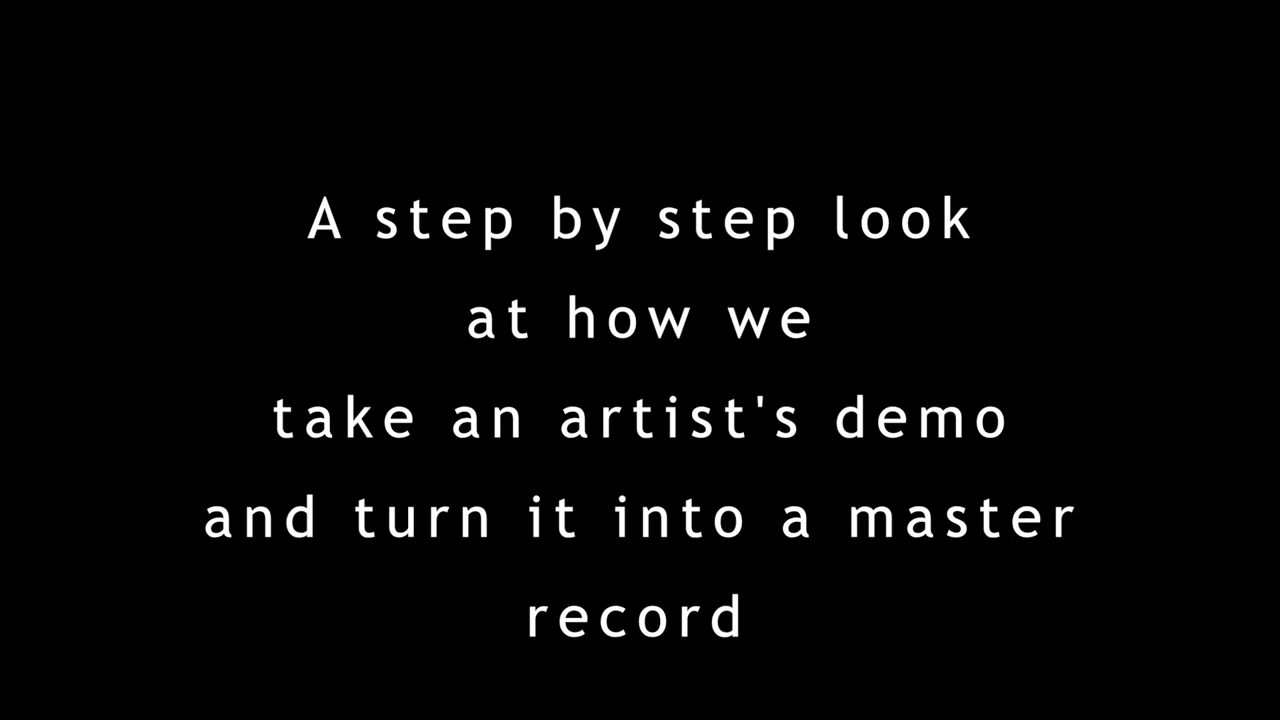 A step by step look
at how we
take an artist's demo
and turn it into a master
record